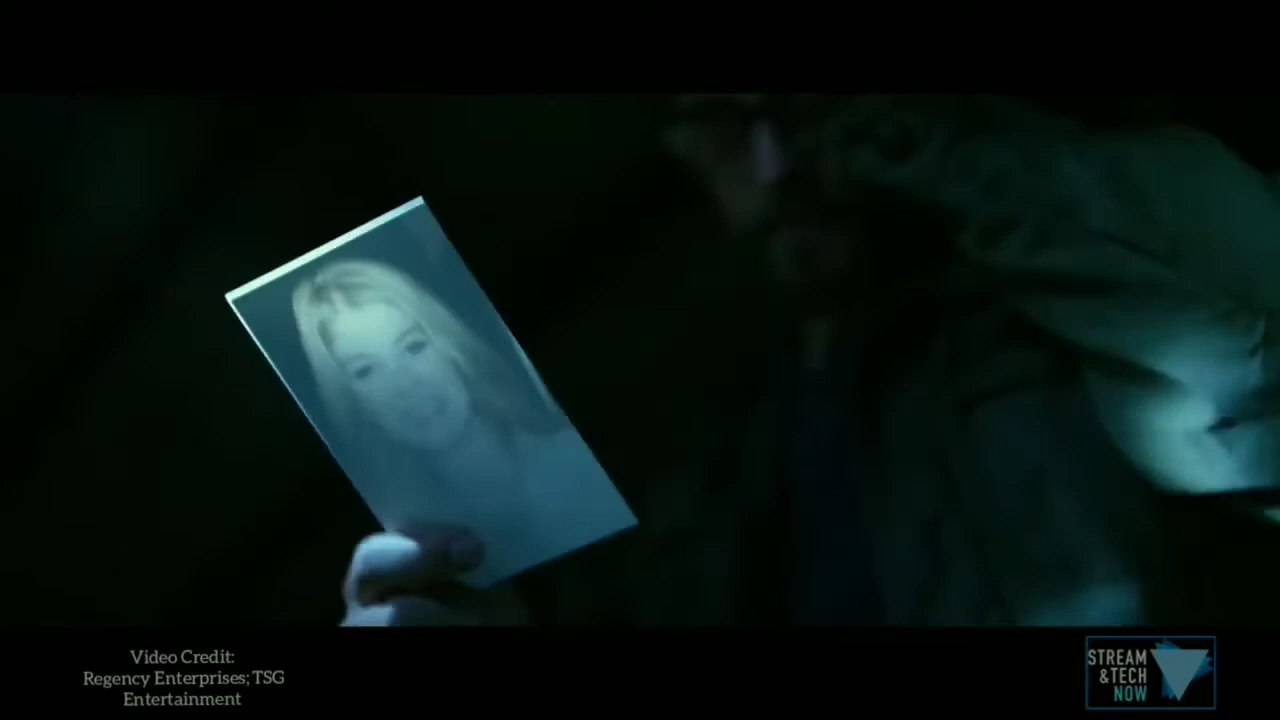 Video Credit:
Regency Enterprises; TSG
Entertainment
STREAM
&TECH
NOW